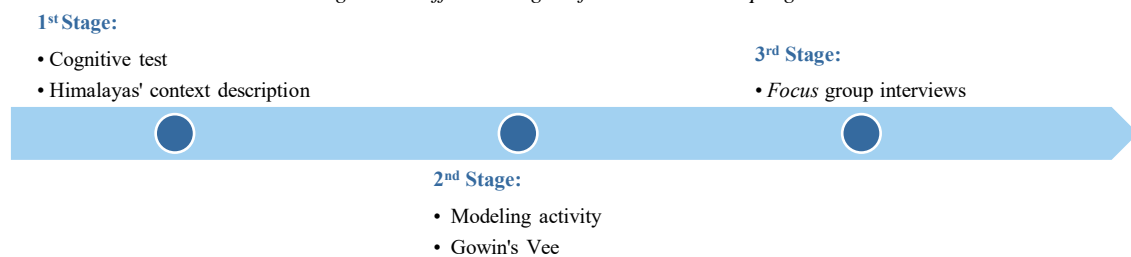 1st Stage:
• Cognitive test
• Himalayas' context description
3rd Stage:
• Focus group interviews
2nd Stage:
• Modeling activity
• Gowin's Vee